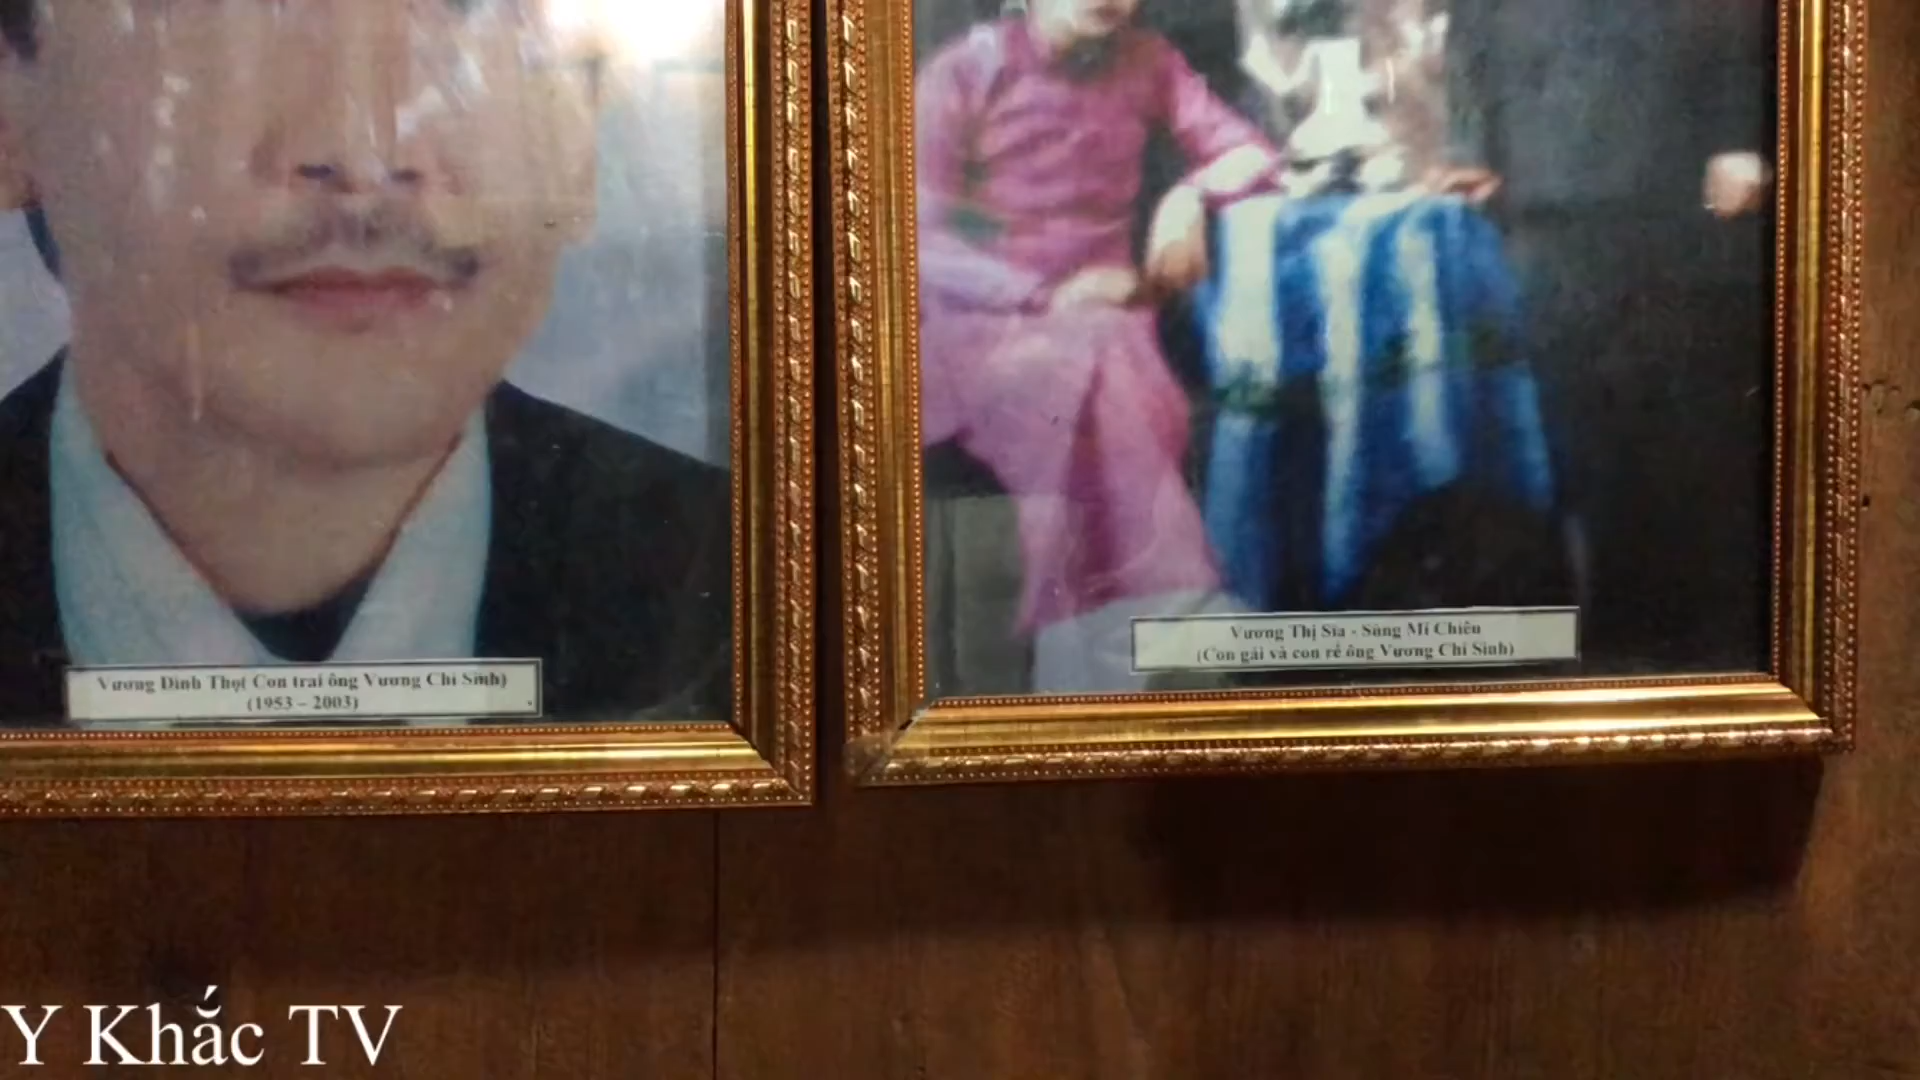 Vương Đình Thọt Con trai ông Vương Chí Sình)
(1953 – 2003)
Vương Thị Sía - Sùng Mí Chiêu
(Con gái và con rể ông Vương Chí Sình)
Y Khắc TV